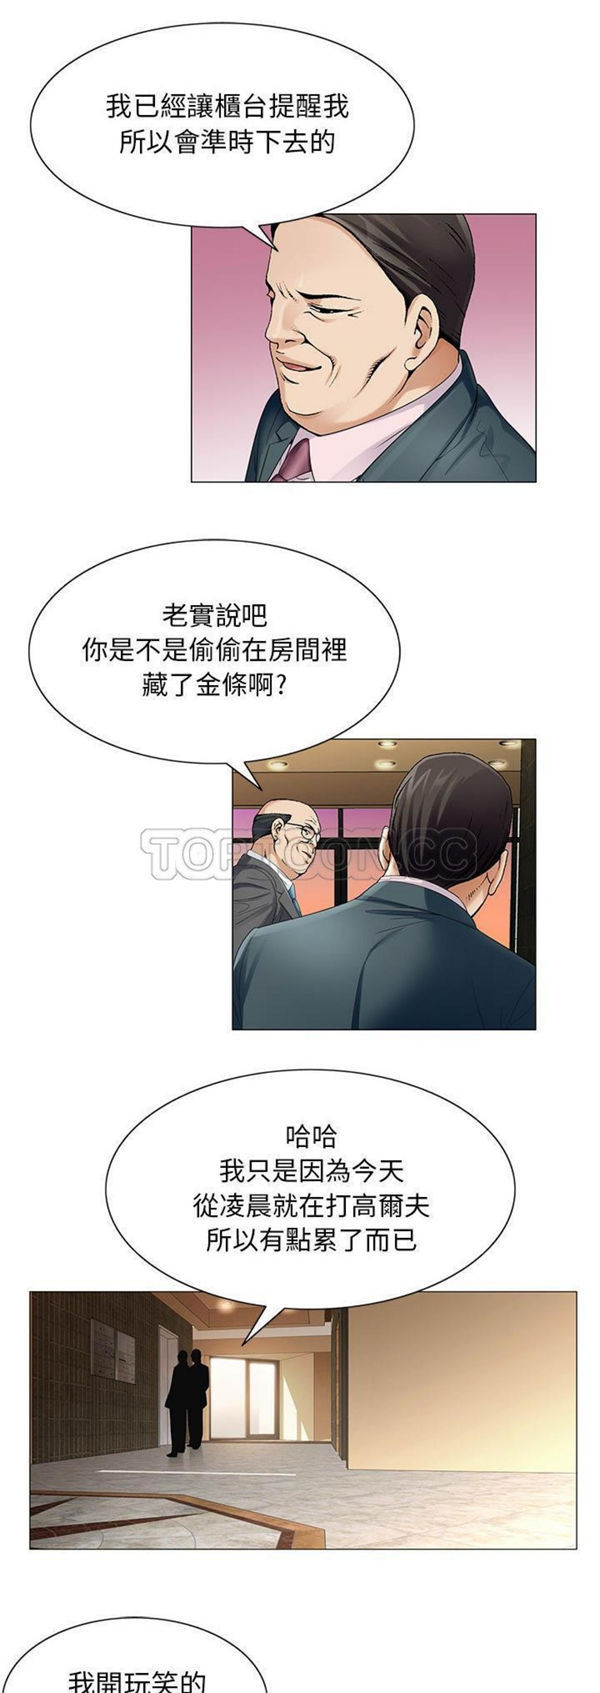 我已經讓櫃台提醒我
所以會準時下去的
老實說吧
你是不是偷偷在房間裡
藏了金條啊?
TOPTOON.CC
哈哈
我只是因為今天
從凌晨就在打高爾夫
所以有點累了而已
我開玩笑的